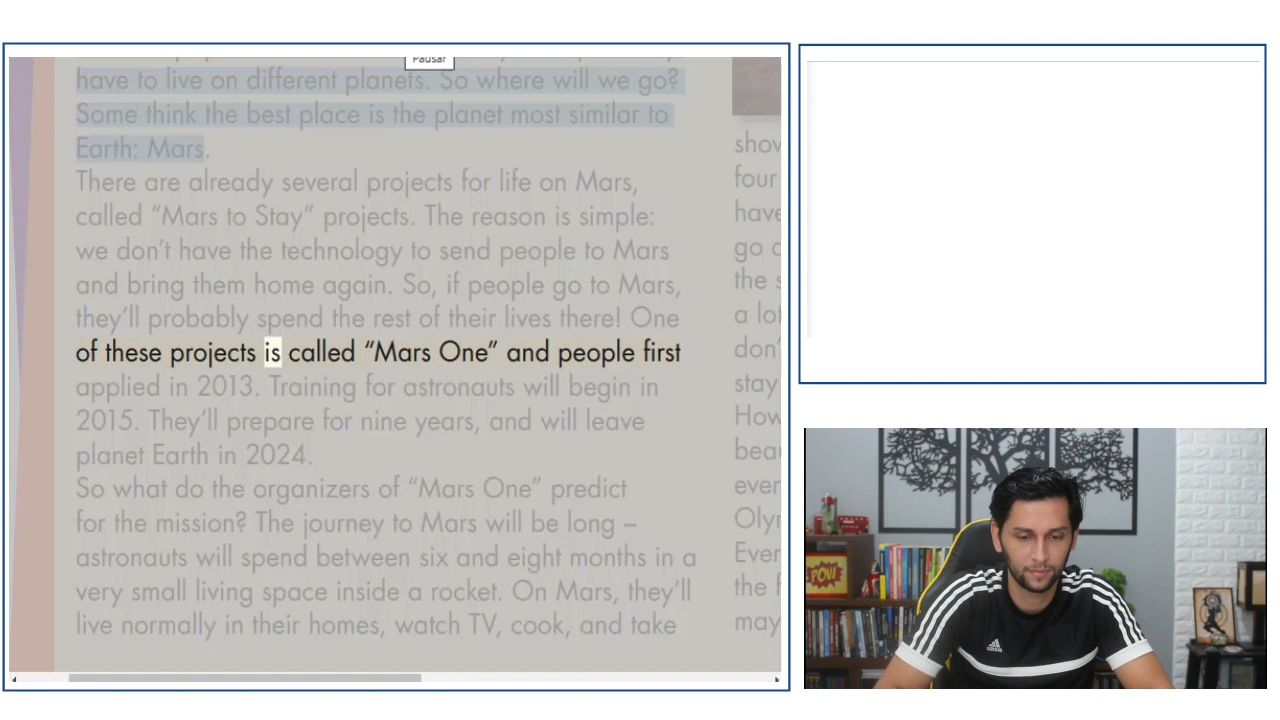 Pausar
have to live on different planets. So where will we go?
Some think the best place is the planet most similar to
Earth: Mars.
There are already several projects for life on Mars,
called “Mars to Stay” projects. The reason is simple:
we don’t have the technology to send people to Mars
and bring them home again. So, if people go to Mars,
they’ll probably spend the rest of their lives there! One
of these projects is called “Mars One” and people first
applied in 2013. Training for astronauts will begin in
2015. They’ll prepare for nine years, and will leave
planet Earth in 2024.
So what do the organizers of “Mars One” predict
for the mission? The journey to Mars will be long –
astronauts will spend between six and eight months in a
very small living space inside a rocket. On Mars, they’ll
live normally in their homes, watch TV, cook, and take
four
have
go
the
a lot
don’
stay
the
may
POW!
adidas